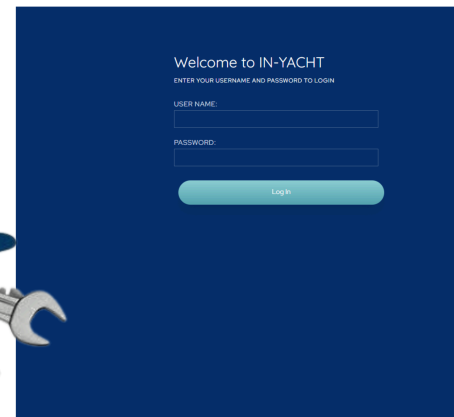 Welcome to IN-YACHT
ENTER YOUR USERNAME AND PASSWORD TO LOGIN
USER NAME:
PASSWORD:
Log In